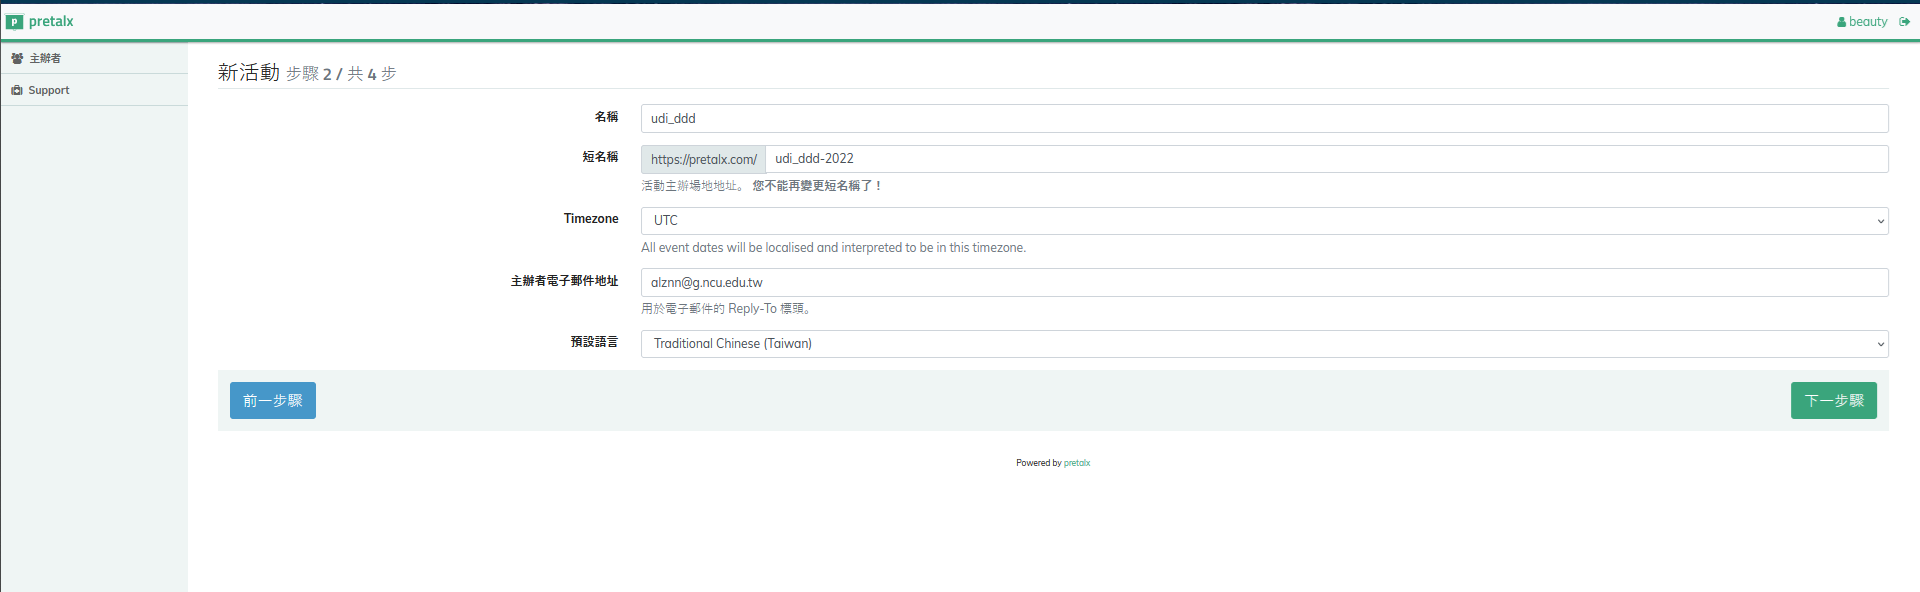 p pretalx
beauty
主辦者
Support
新活動 步驟 2 / 共 4 步
名稱
udi_ddd
短名稱
https://pretalx.com/ udi_ddd-2022
活動主辦場地地址。 您不能再變更短名稱了！
Timezone
UTC
All event dates will be localised and interpreted to be in this timezone.
主辦者電子郵件地址
alznn@g.ncu.edu.tw
用於電子郵件的 Reply-To 標頭。
預設語言
Traditional Chinese (Taiwan)
前一步驟
下一步驟
Powered by pretalx